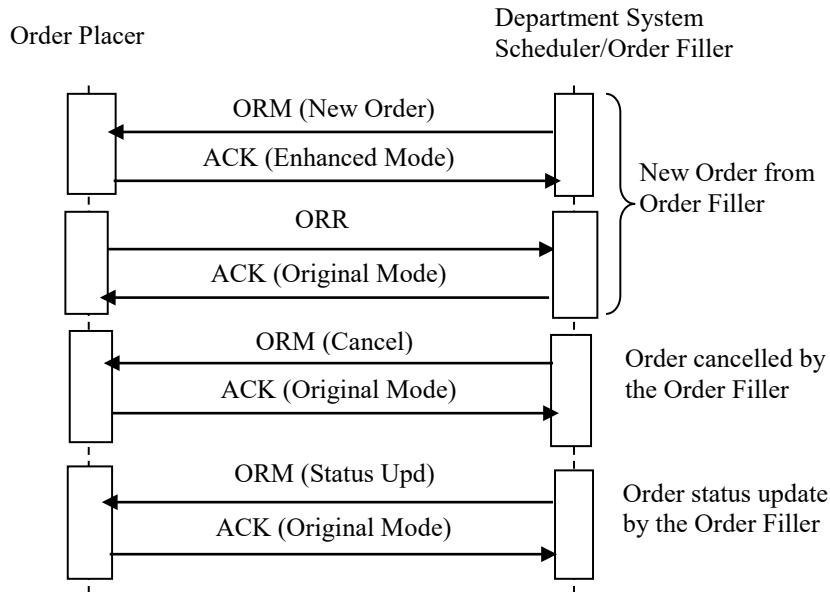 Order Placer
Department System
Scheduler/Order Filler
ORM (New Order)
ACK (Enhanced Mode)
New Order from
Order Filler
ORR
ACK (Original Mode)
ORM (Cancel)
ACK (Original Mode)
Order cancelled by
the Order Filler
ORM (Status Upd)
ACK (Original Mode)
Order status update
by the Order Filler